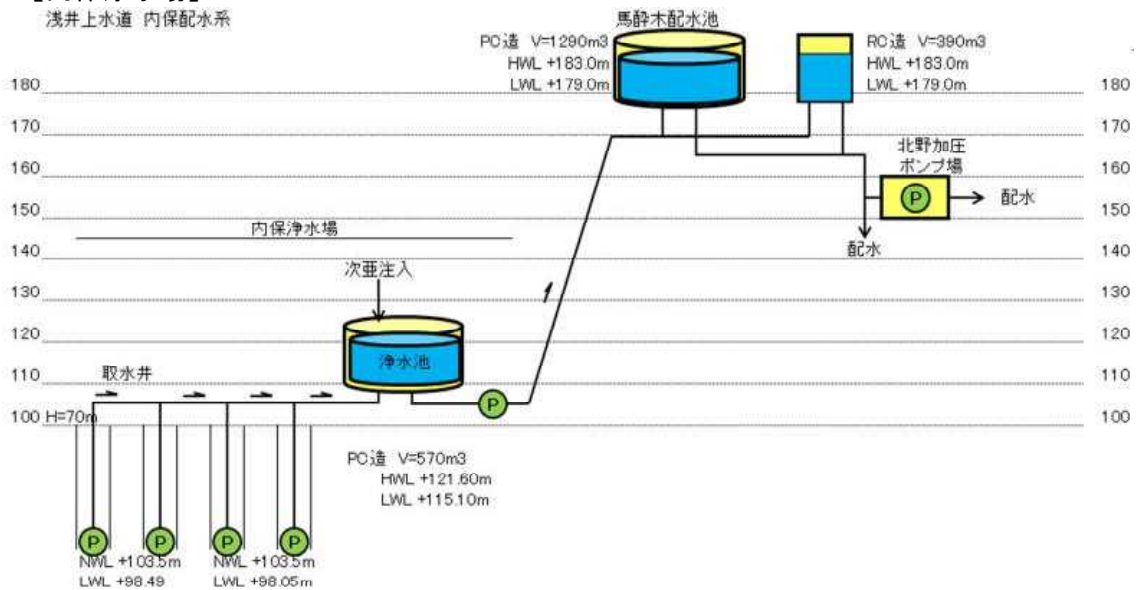 浅井上水道 内保配水系
馬酔木配水池
PC造 V=1290m3
HWL +183.0m
LWL +179.0m
RC造 V=390m3
HWL +183.0m
LWL +179.0m
180
180
170
170
北野加圧
ポンプ場
160
160
P
配水
150
150
内保浄水場
配水
140
140
次亜注入
130
130
120
120
浄水池
110
110
取水井
P
100 H=70m
100
PC造 V=570m3
HWL +121.60m
LWL +115.10m
P
P
P
P
NWL +103.5m
LWL +98.49
NWL +103.5m
LWL +98.05m